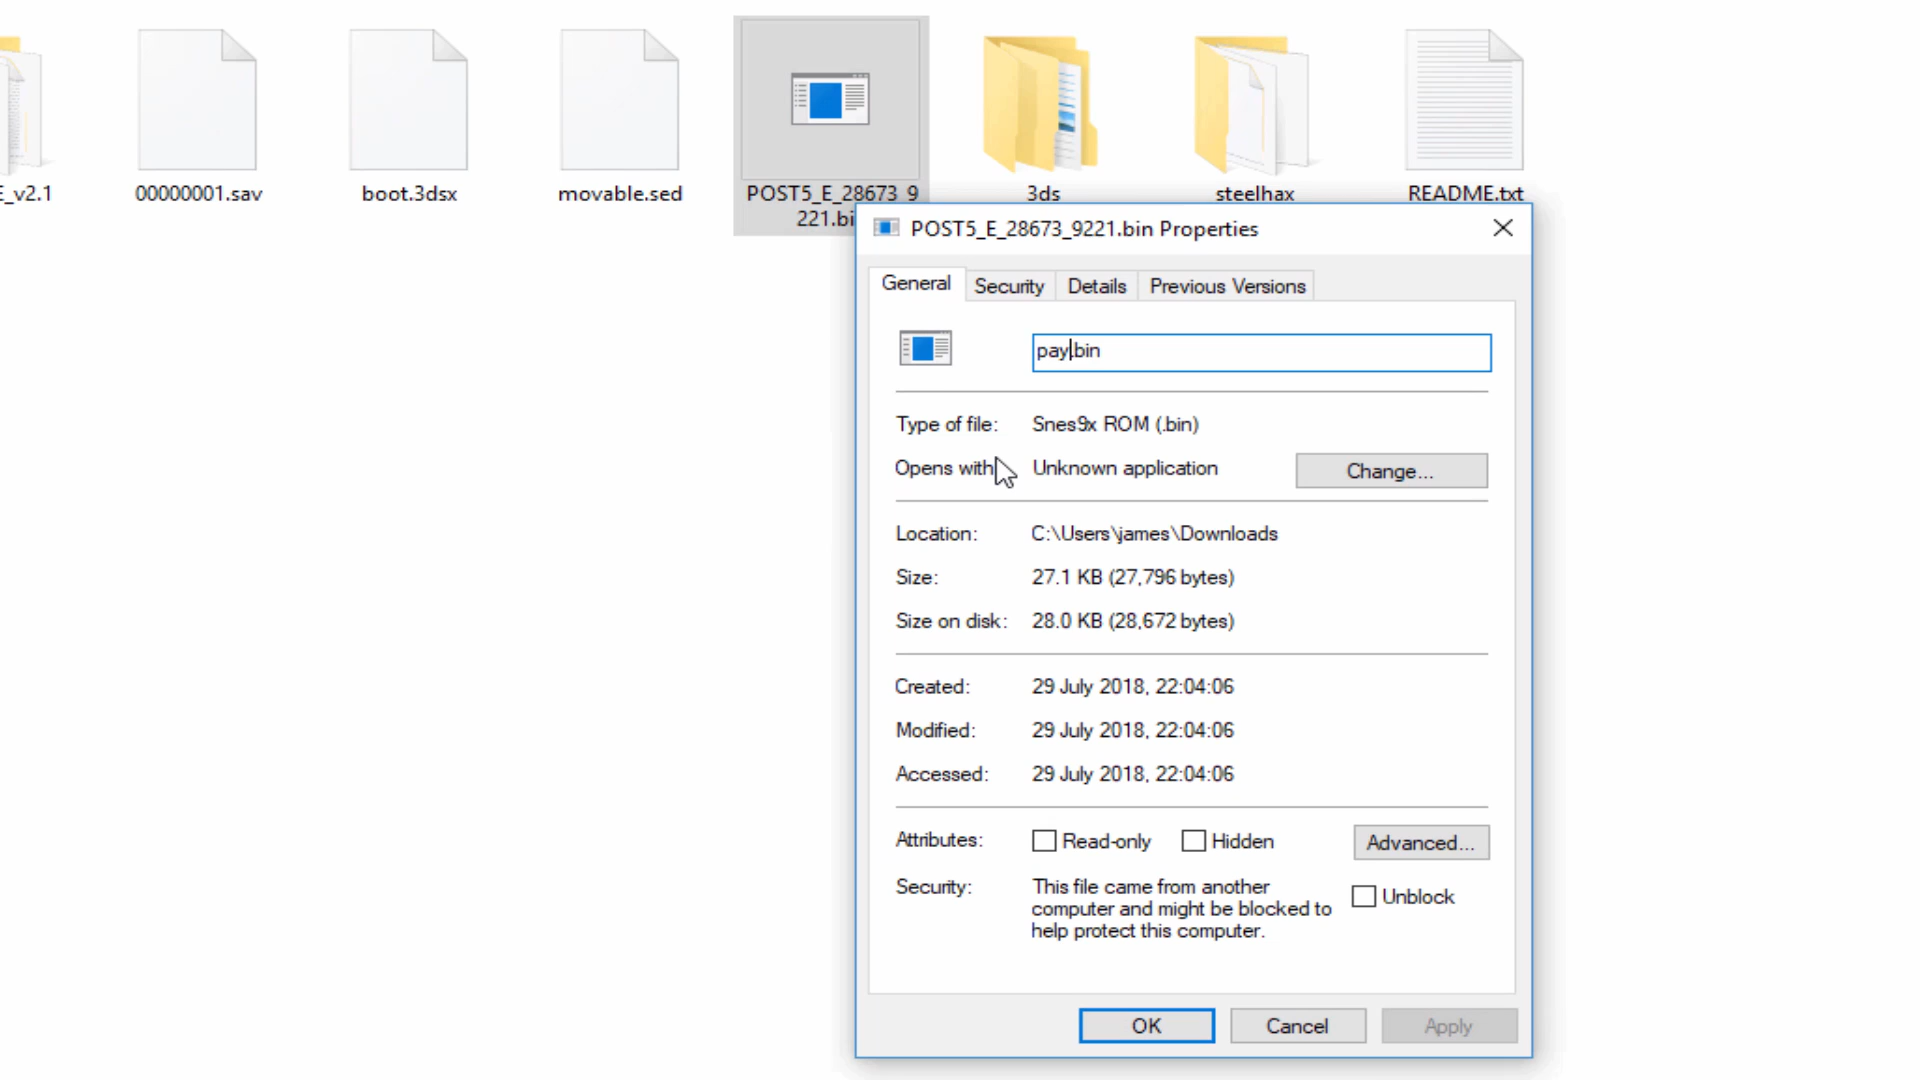 E_v2.1
00000001.sav
boot.3dsx
movable.sed
POST5_E_28673_9
221.bi
3ds
steelhax
README.txt
POST5_E_28673_9221.bin Properties
General
Security
Details
Previous Versions
pay.bin
Type of file:
Snes9x ROM (.bin)
Opens with
Unknown application
Change...
Location:
C:\Users\james\Downloads
Size:
27.1 KB (27,796 bytes)
Size on disk:
28.0 KB (28,672 bytes)
Created:
29 July 2018, 22:04:06
Modified:
29 July 2018, 22:04:06
Accessed:
29 July 2018, 22:04:06
Attributes:
Read-only
Hidden
Advanced...
Security:
This file came from another
computer and might be blocked to
help protect this computer.
Unblock
OK
Cancel
Apply